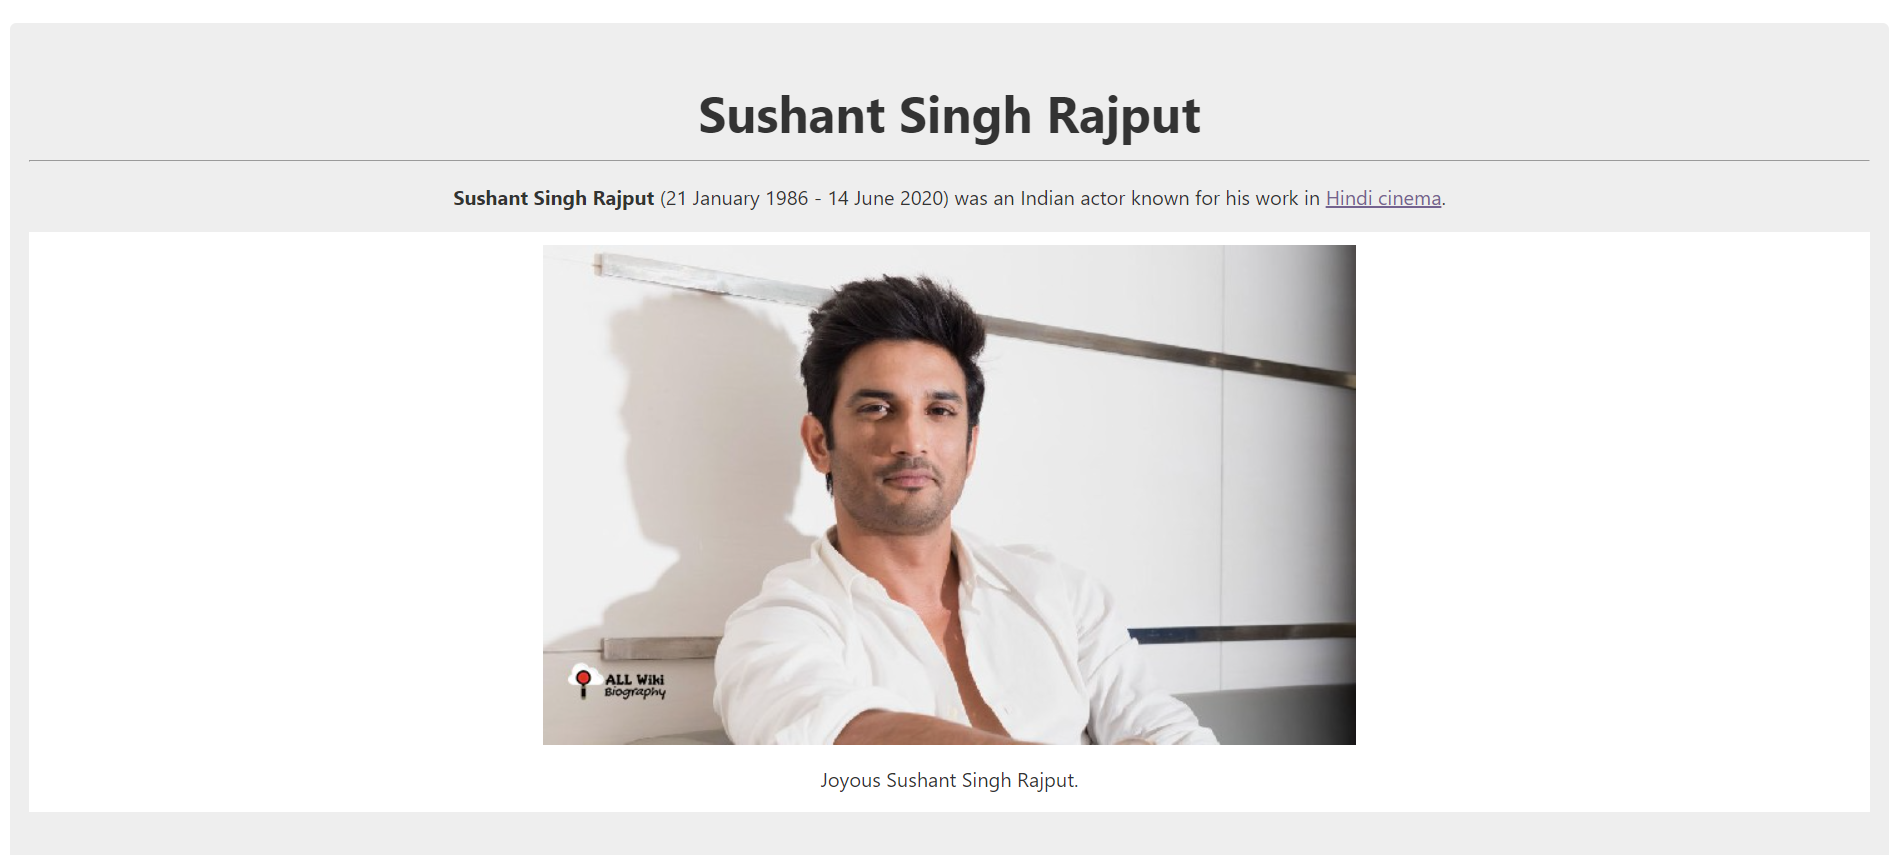 Sushant Singh Rajput
Sushant Singh Rajput (21 January 1986 - 14 June 2020) was an Indian actor known for his work in Hindi cinema.
ALL Wiki
Biography
Joyous Sushant Singh Rajput.